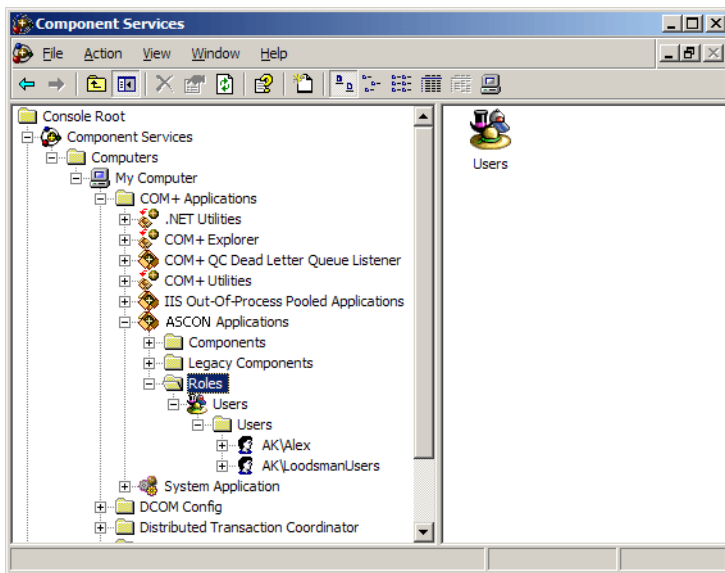 Component Services
File Action View Window Help
Console Root
Component Services
Computers
My Computer
COM+ Applications
.NET Utilities
COM+ Explorer
COM+ QC Dead Letter Queue Listener
COM+ Utilities
IIS Out-Of-Process Pooled Applications
ASCON Applications
Components
Legacy Components
Roles
Users
Users
AK\Alex
AK\LoodsmanUsers
System Application
DCOM Config
Distributed Transaction Coordinator
Users